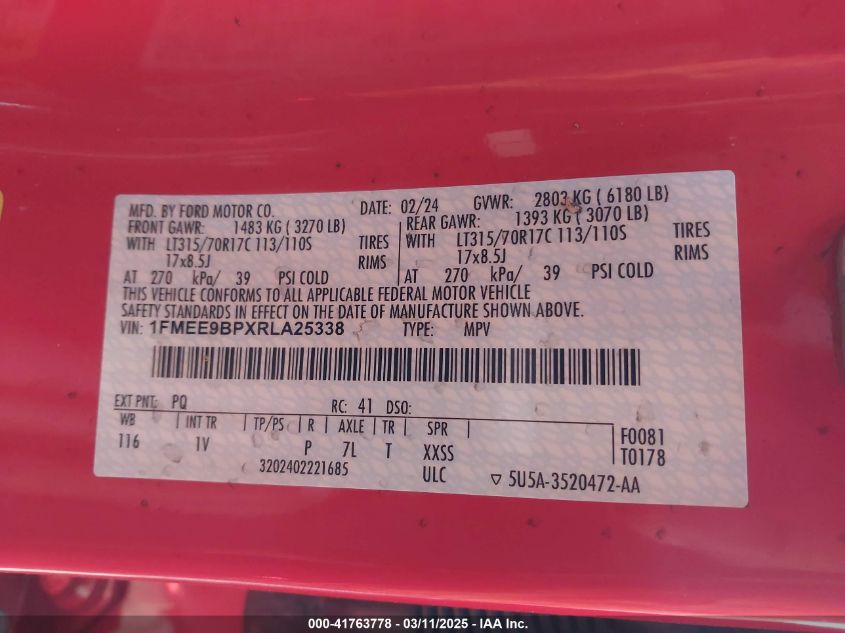 MFD. BY FORD MOTOR CO. DATE: 02/24 GVWR: 2803 KG ( 6180 LB)
FRONT GAWR: 1483 KG ( 3270 LB) REAR GAWR: 1393 KG ( 3070 LB)
WITH LT315/70R17C 113/110S TIRES WITH LT315/70R17C 113/110S TIRES
17x8.5J RIMS 17x8.5J RIMS
AT 270 kPa/ 39 PSI COLD AT 270 kPa/ 39 PSI COLD
THIS VEHICLE CONFORMS TO ALL APPLICABLE FEDERAL MOTOR VEHICLE
SAFETY STANDARDS IN EFFECT ON THE DATE OF MANUFACTURE SHOWN ABOVE.
VIN: 1FMEE9BPXRLA25338 TYPE: MPV
EXT PNT: PQ RC: 41 DSO:
WB INT TR TP/PS R AXLE TR SPR
116 1V P 7L T XXSS
F0081
T0178
3202402221685 ULC ▽ 5U5A-3520472-AA
000-41763778 - 03/11/2025 - IAA Inc.